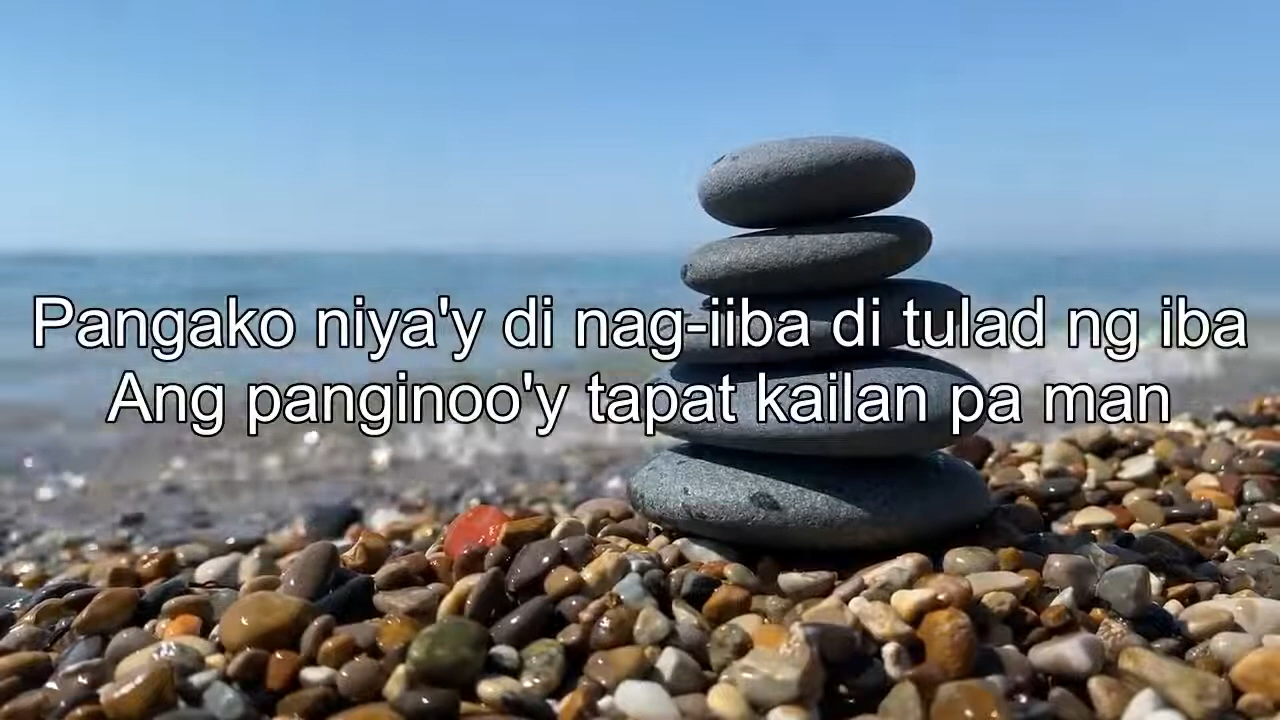 Pangako niya'y di nag-iiba di tulad ng iba
Ang panginoo'y tapat kailan pa man